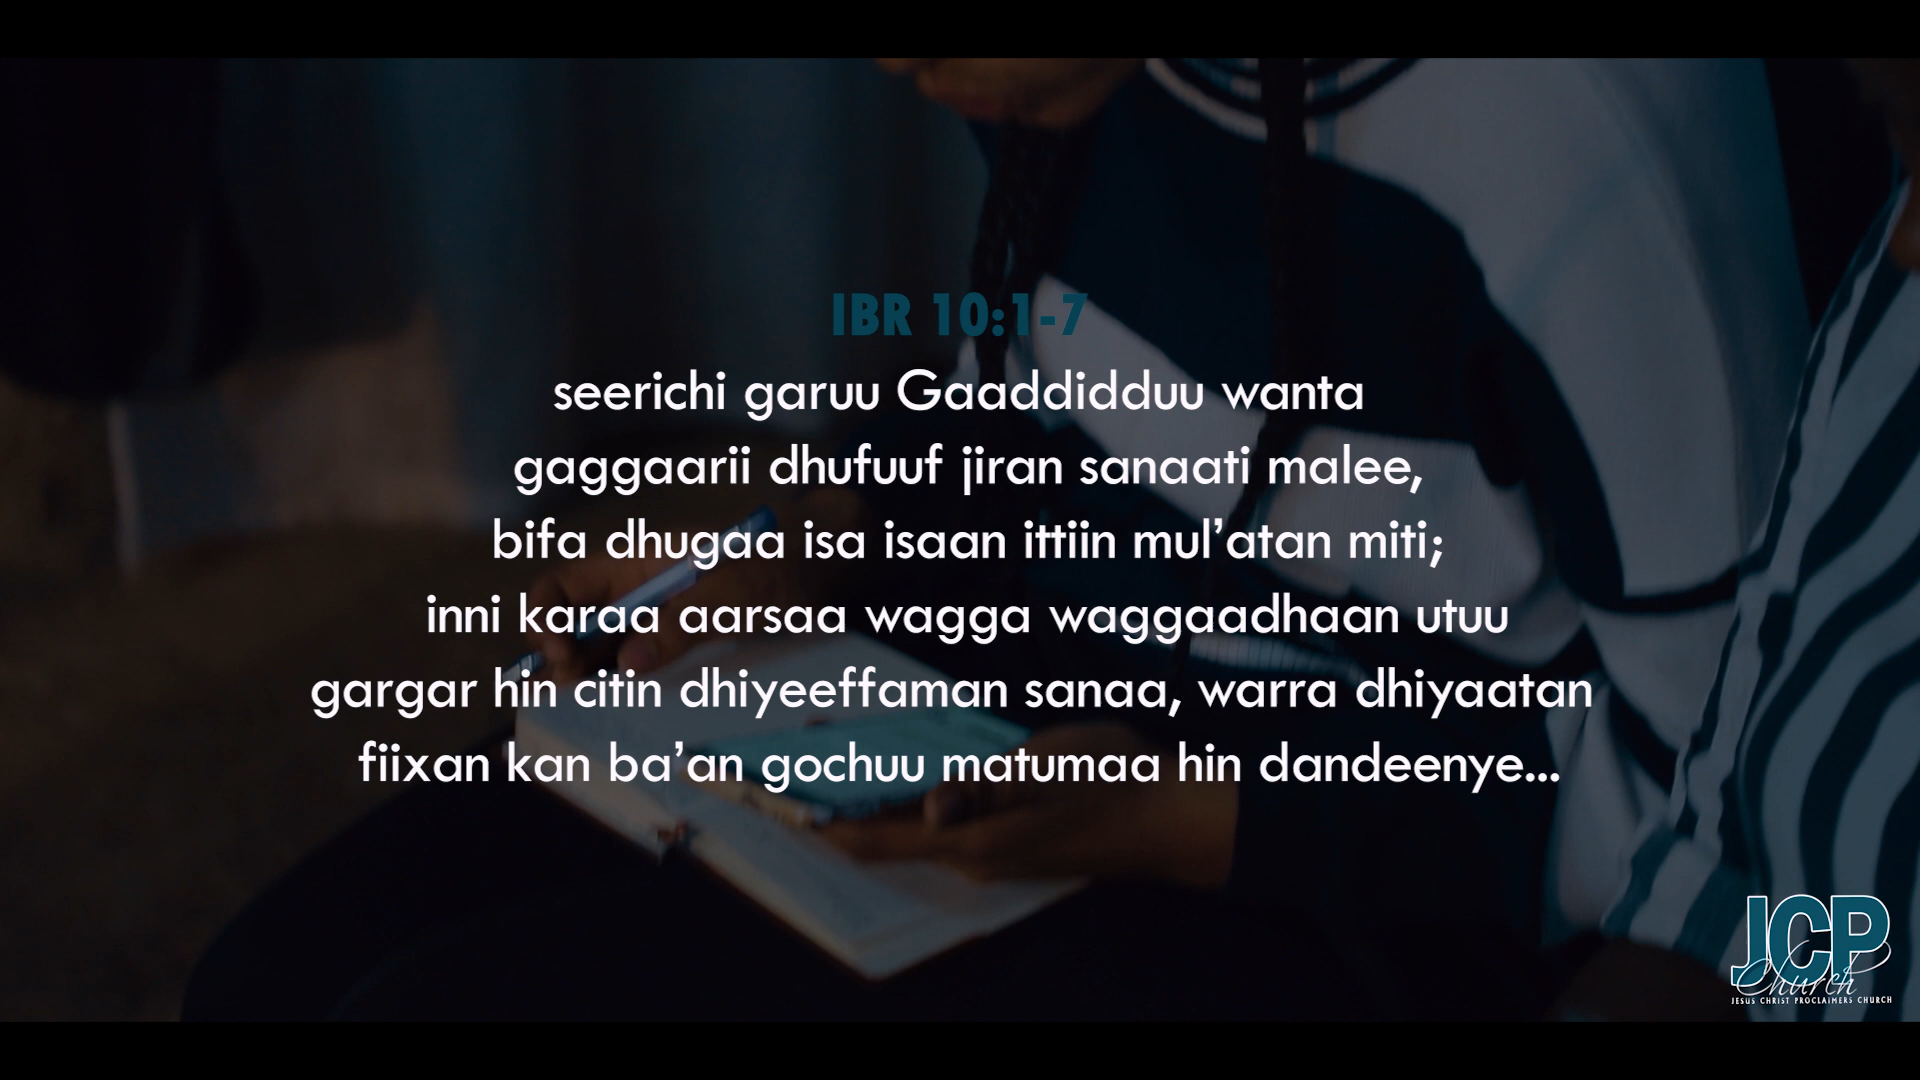 IBR 10:1-7
seerichi garuu Gaaddidduu wanta
gaggaarii dhufuuf jiran sanaati malee,
bifa dhugaa isa isaan ittiin mul’atan miti;
inni karaa aarsaa wagga waggaadhaan utuu
gargar hin citin dhiyeeffaman sanaa, warra dhiyaatan
fiixan kan ba’an gochuu matumaa hin dandeenye...
JCP
Church
JESUS CHRIST PROCLAIMERS CHURCH